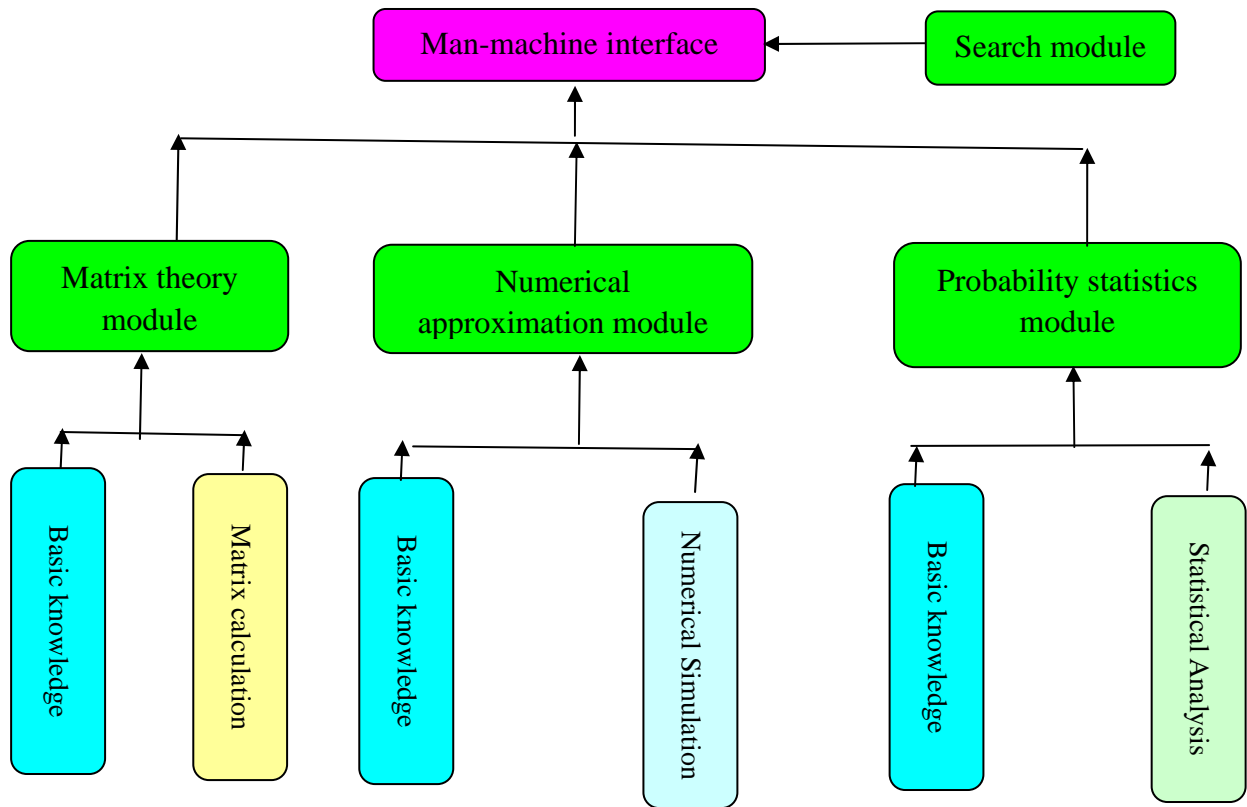 Man-machine interface
Search module
Matrix theory
module
Numerical
approximation module
Probability statistics
module
Basic knowledge
Matrix calculation
Basic knowledge
Numerical Simulation
Basic knowledge
Statistical Analysis